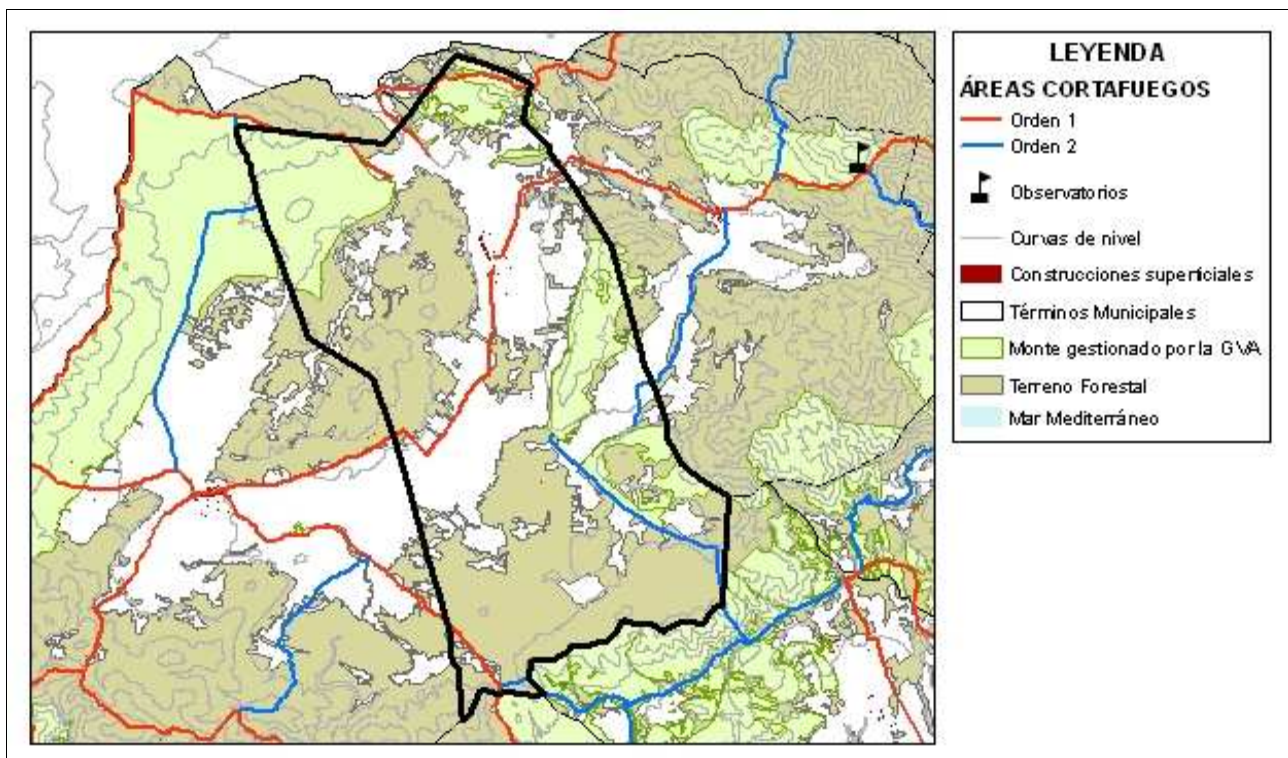 LEYENDA
ÁREAS CORTAFUEGOS
Orden 1
Orden 2
Observatorios
Curvas de nivel
Construcciones superficiales
Términos Municipales
Monte gestionado por la GVA
Terreno Forestal
Mar Mediterráneo